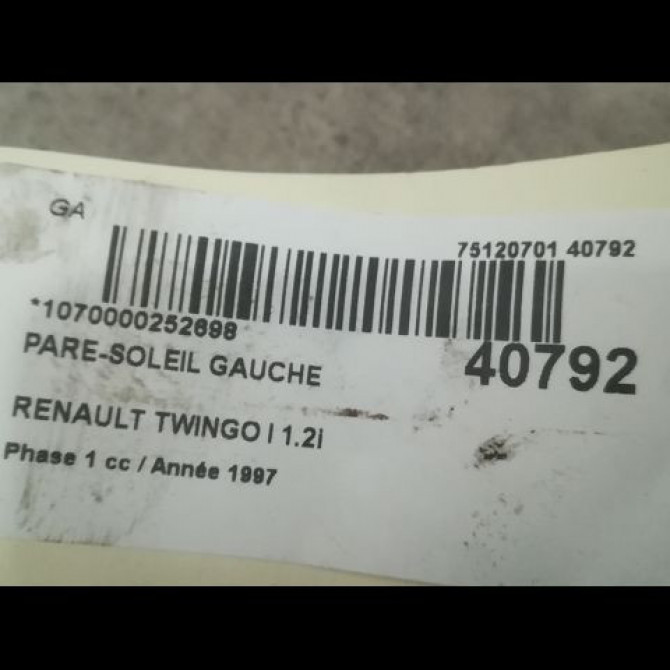 GA
75120701 40792
*1070000252698
40792
PARE-SOLEIL GAUCHE
RENAULT TWINGO I 1.2i
Phase 1 cc / Année 1997